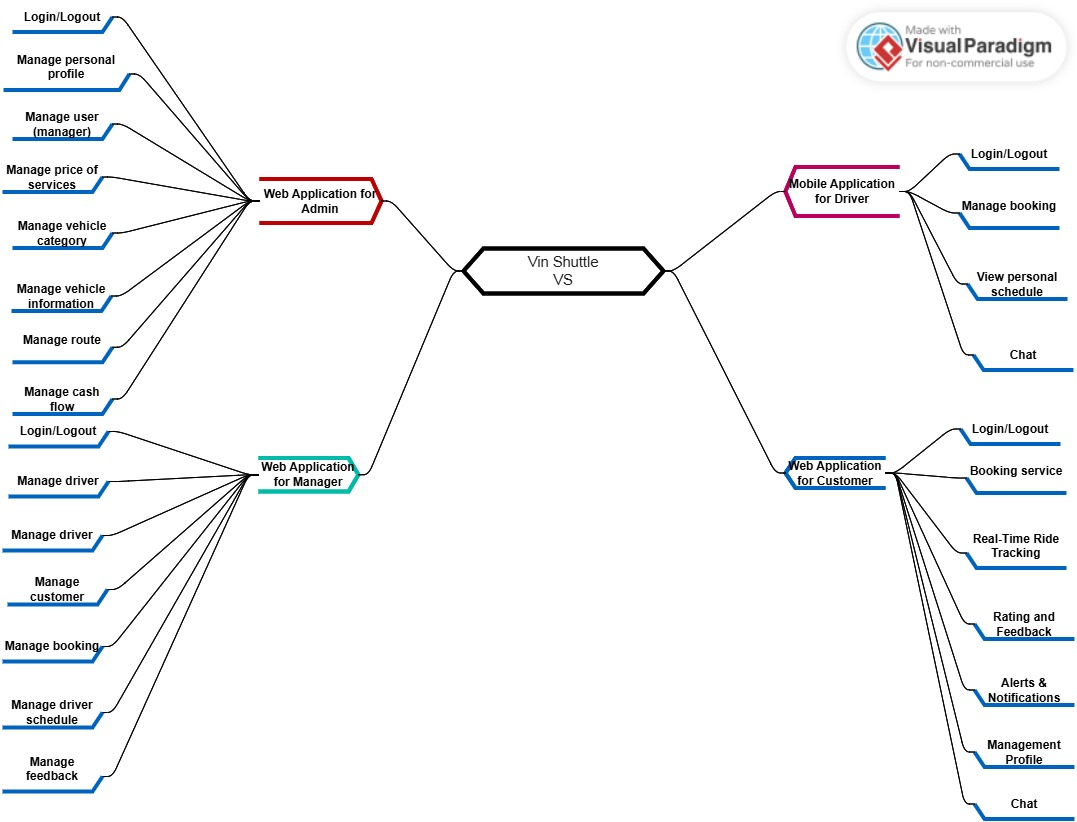 Made with
Visual Paradigm
For non-commercial use
Vin Shuttle
VS
Web Application for
Admin
Login/Logout
Manage personal
profile
Manage user
(manager)
Manage price of
services
Manage vehicle
category
Manage vehicle
information
Manage route
Manage cash
flow
Web Application
for Manager
Login/Logout
Manage driver
Manage driver
Manage
customer
Manage booking
Manage driver
schedule
Manage
feedback
Mobile Application
for Driver
Login/Logout
Manage booking
View personal
schedule
Chat
Web Application
for Customer
Login/Logout
Booking service
Real-Time Ride
Tracking
Rating and
Feedback
Alerts &
Notifications
Management
Profile
Chat